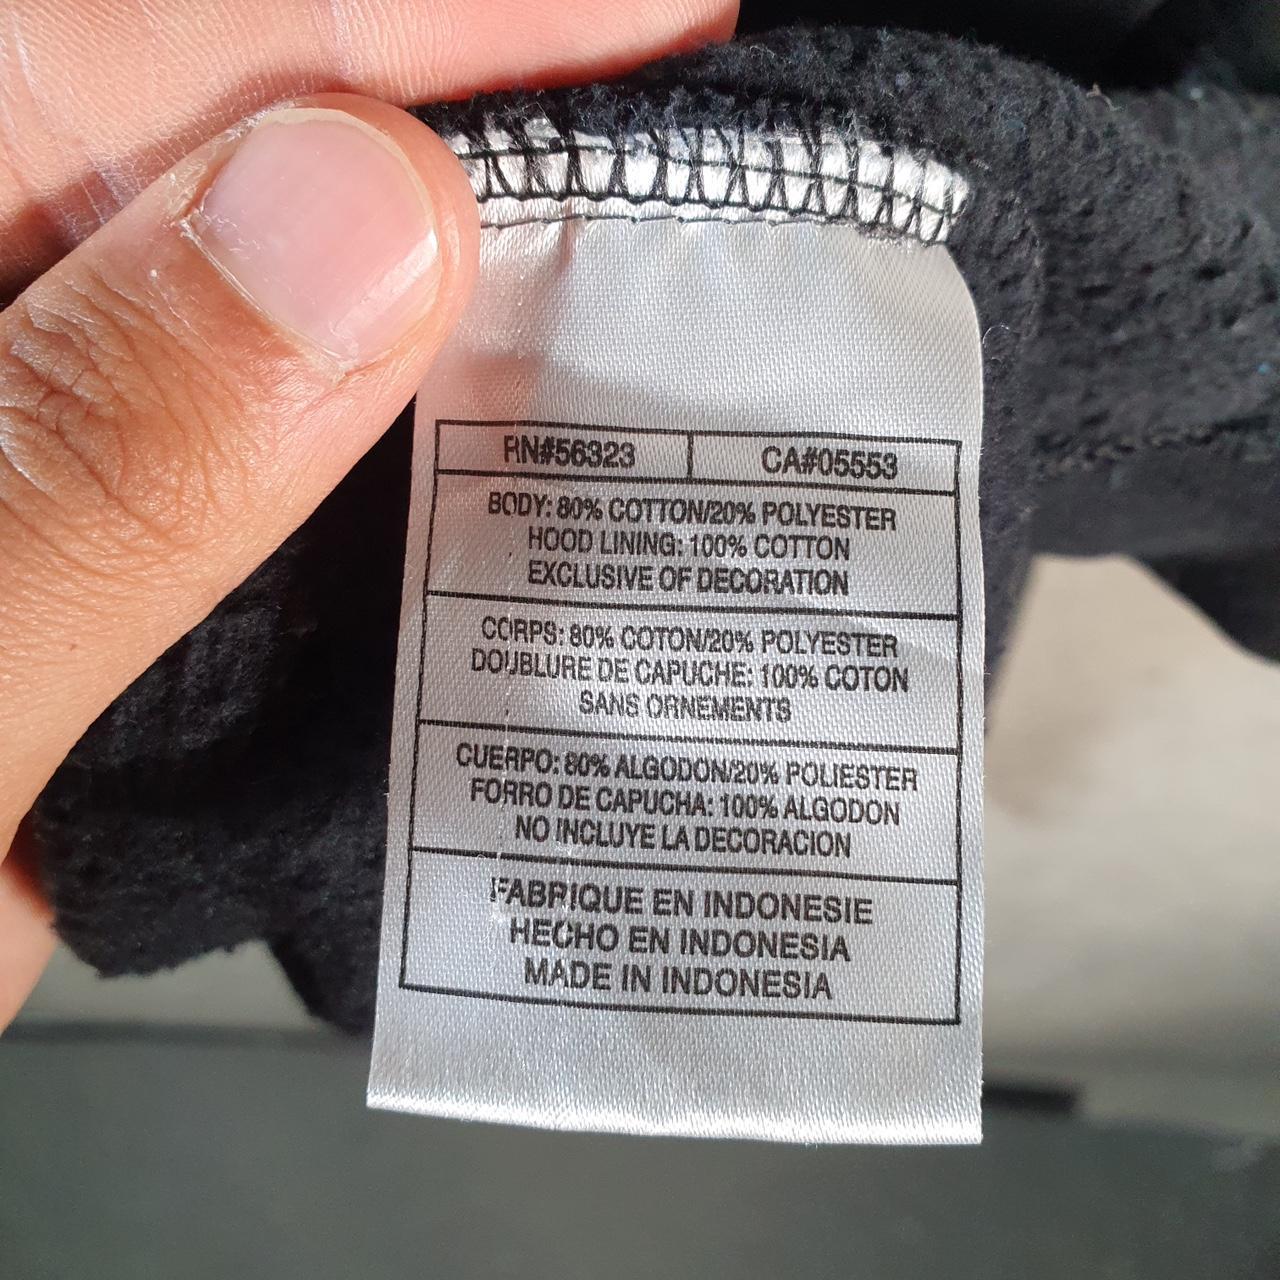 RN#56323 CA#05553
BODY: 80% COTTON/20% POLYESTER
HOOD LINING: 100% COTTON
EXCLUSIVE OF DECORATION
CORPS: 80% COTON/20% POLYESTER
DOUBLURE DE CAPUCHE: 100% COTON
SANS ORNEMENTS
CUERPO: 80% ALGODON/20% POLIESTER
FORRO DE CAPUCHA: 100% ALGODON
NO INCLUYE LA DECORACION
FABRIQUE EN INDONESIE
HECHO EN INDONESIA
MADE IN INDONESIA